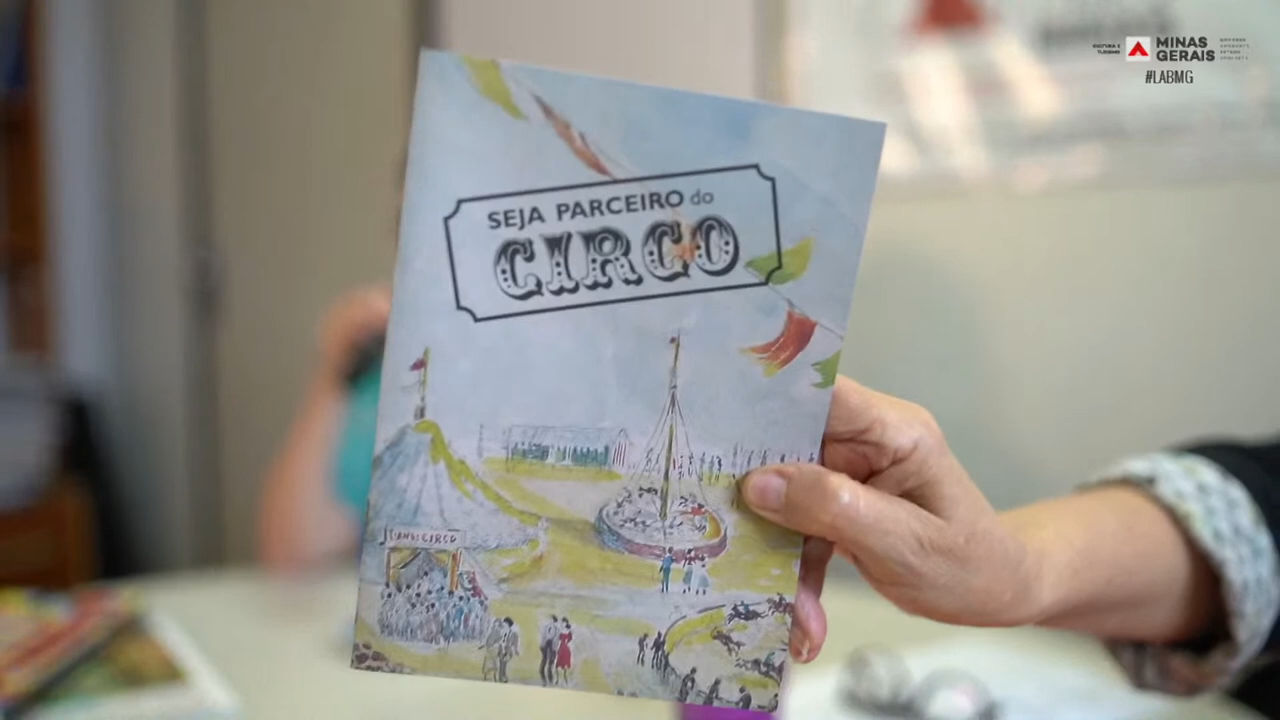 MINAS
GERAIS
#LABMG
SEJA PARCEIRO do
CIRCO